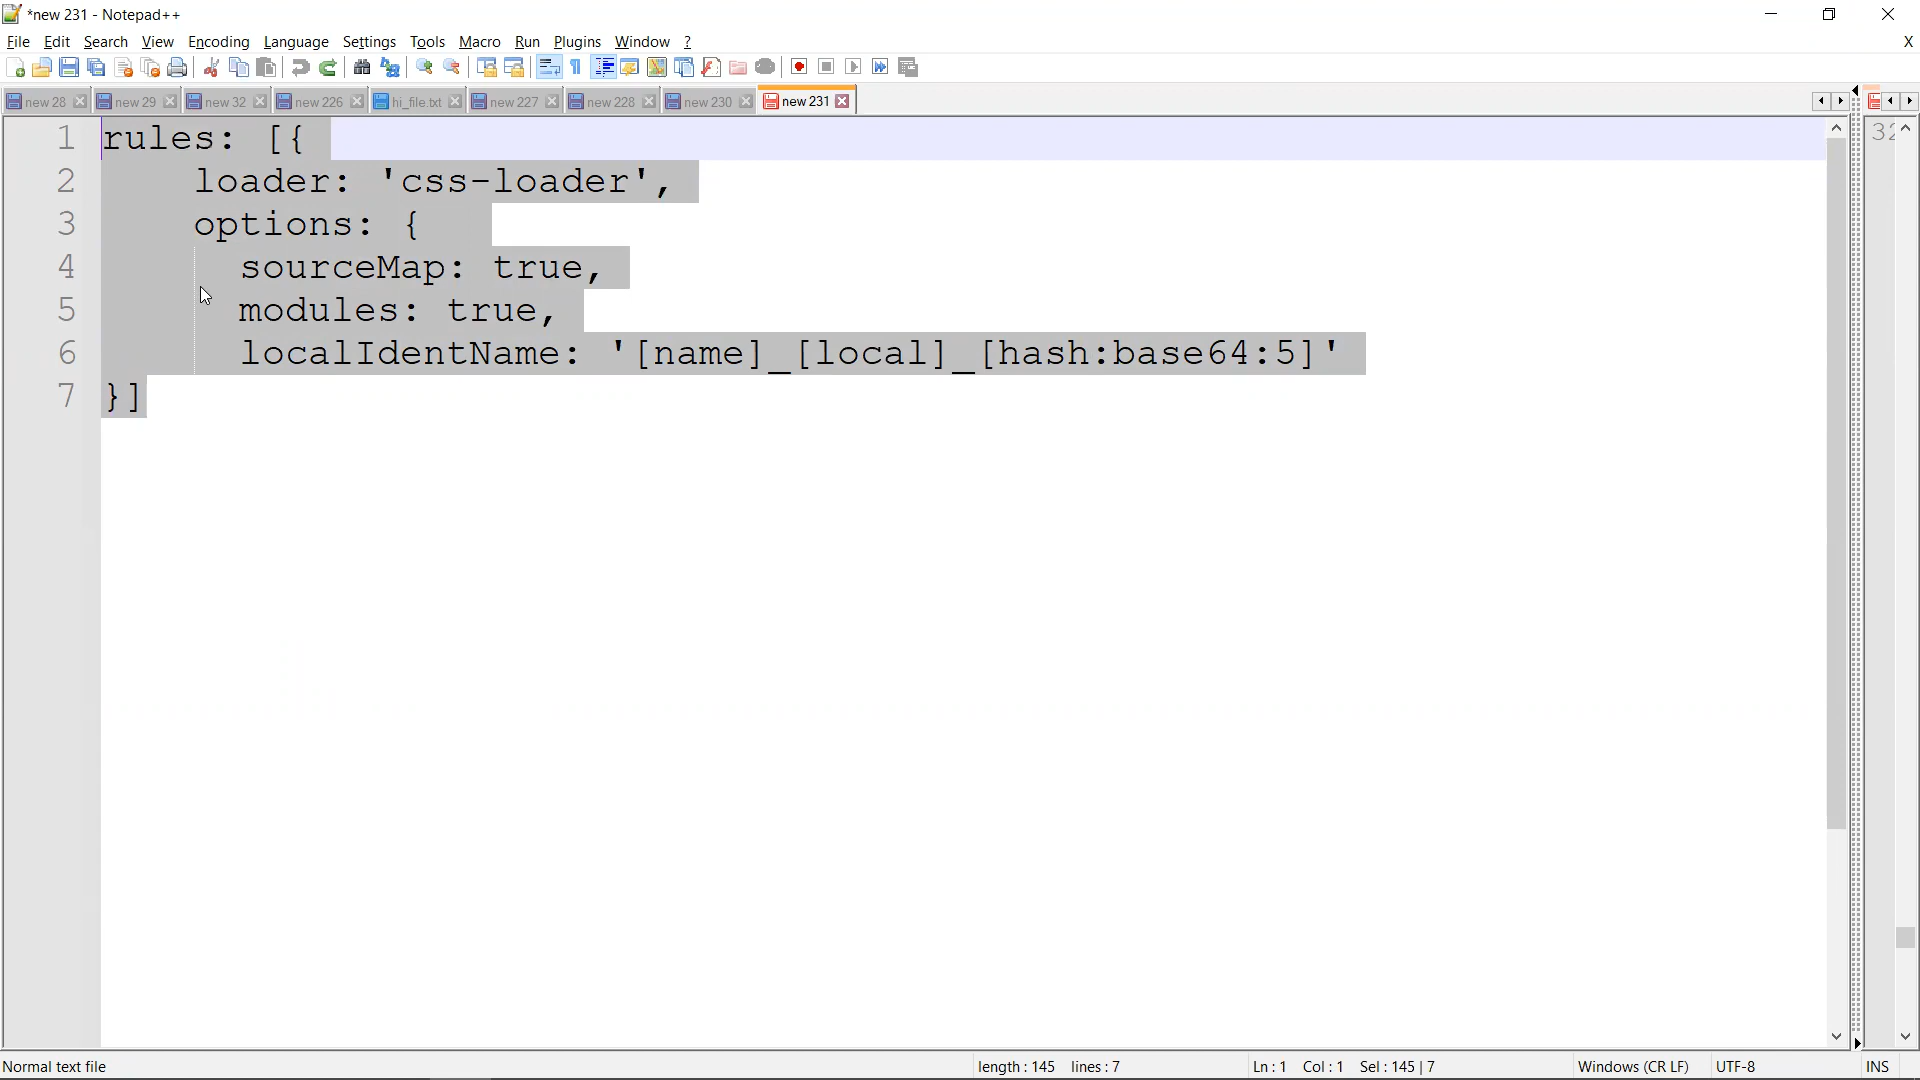 *new 231 - Notepad++
File Edit Search View Encoding Language Settings Tools Macro Run Plugins Window ? X
new 28 new 29 new 32 new 226 hi_file.txt new 227 new 228 new 230 new 231
1 rules: [{
2 loader: 'css-loader',
3 options: {
4 sourceMap: true,
5 modules: true,
6 localIdentName: '[name]_[local]_[hash:base64:5]'
7 }]
32
Normal text file length : 145 lines : 7 Ln : 1 Col : 1 Sel : 145 | 7 Windows (CR LF) UTF-8 INS